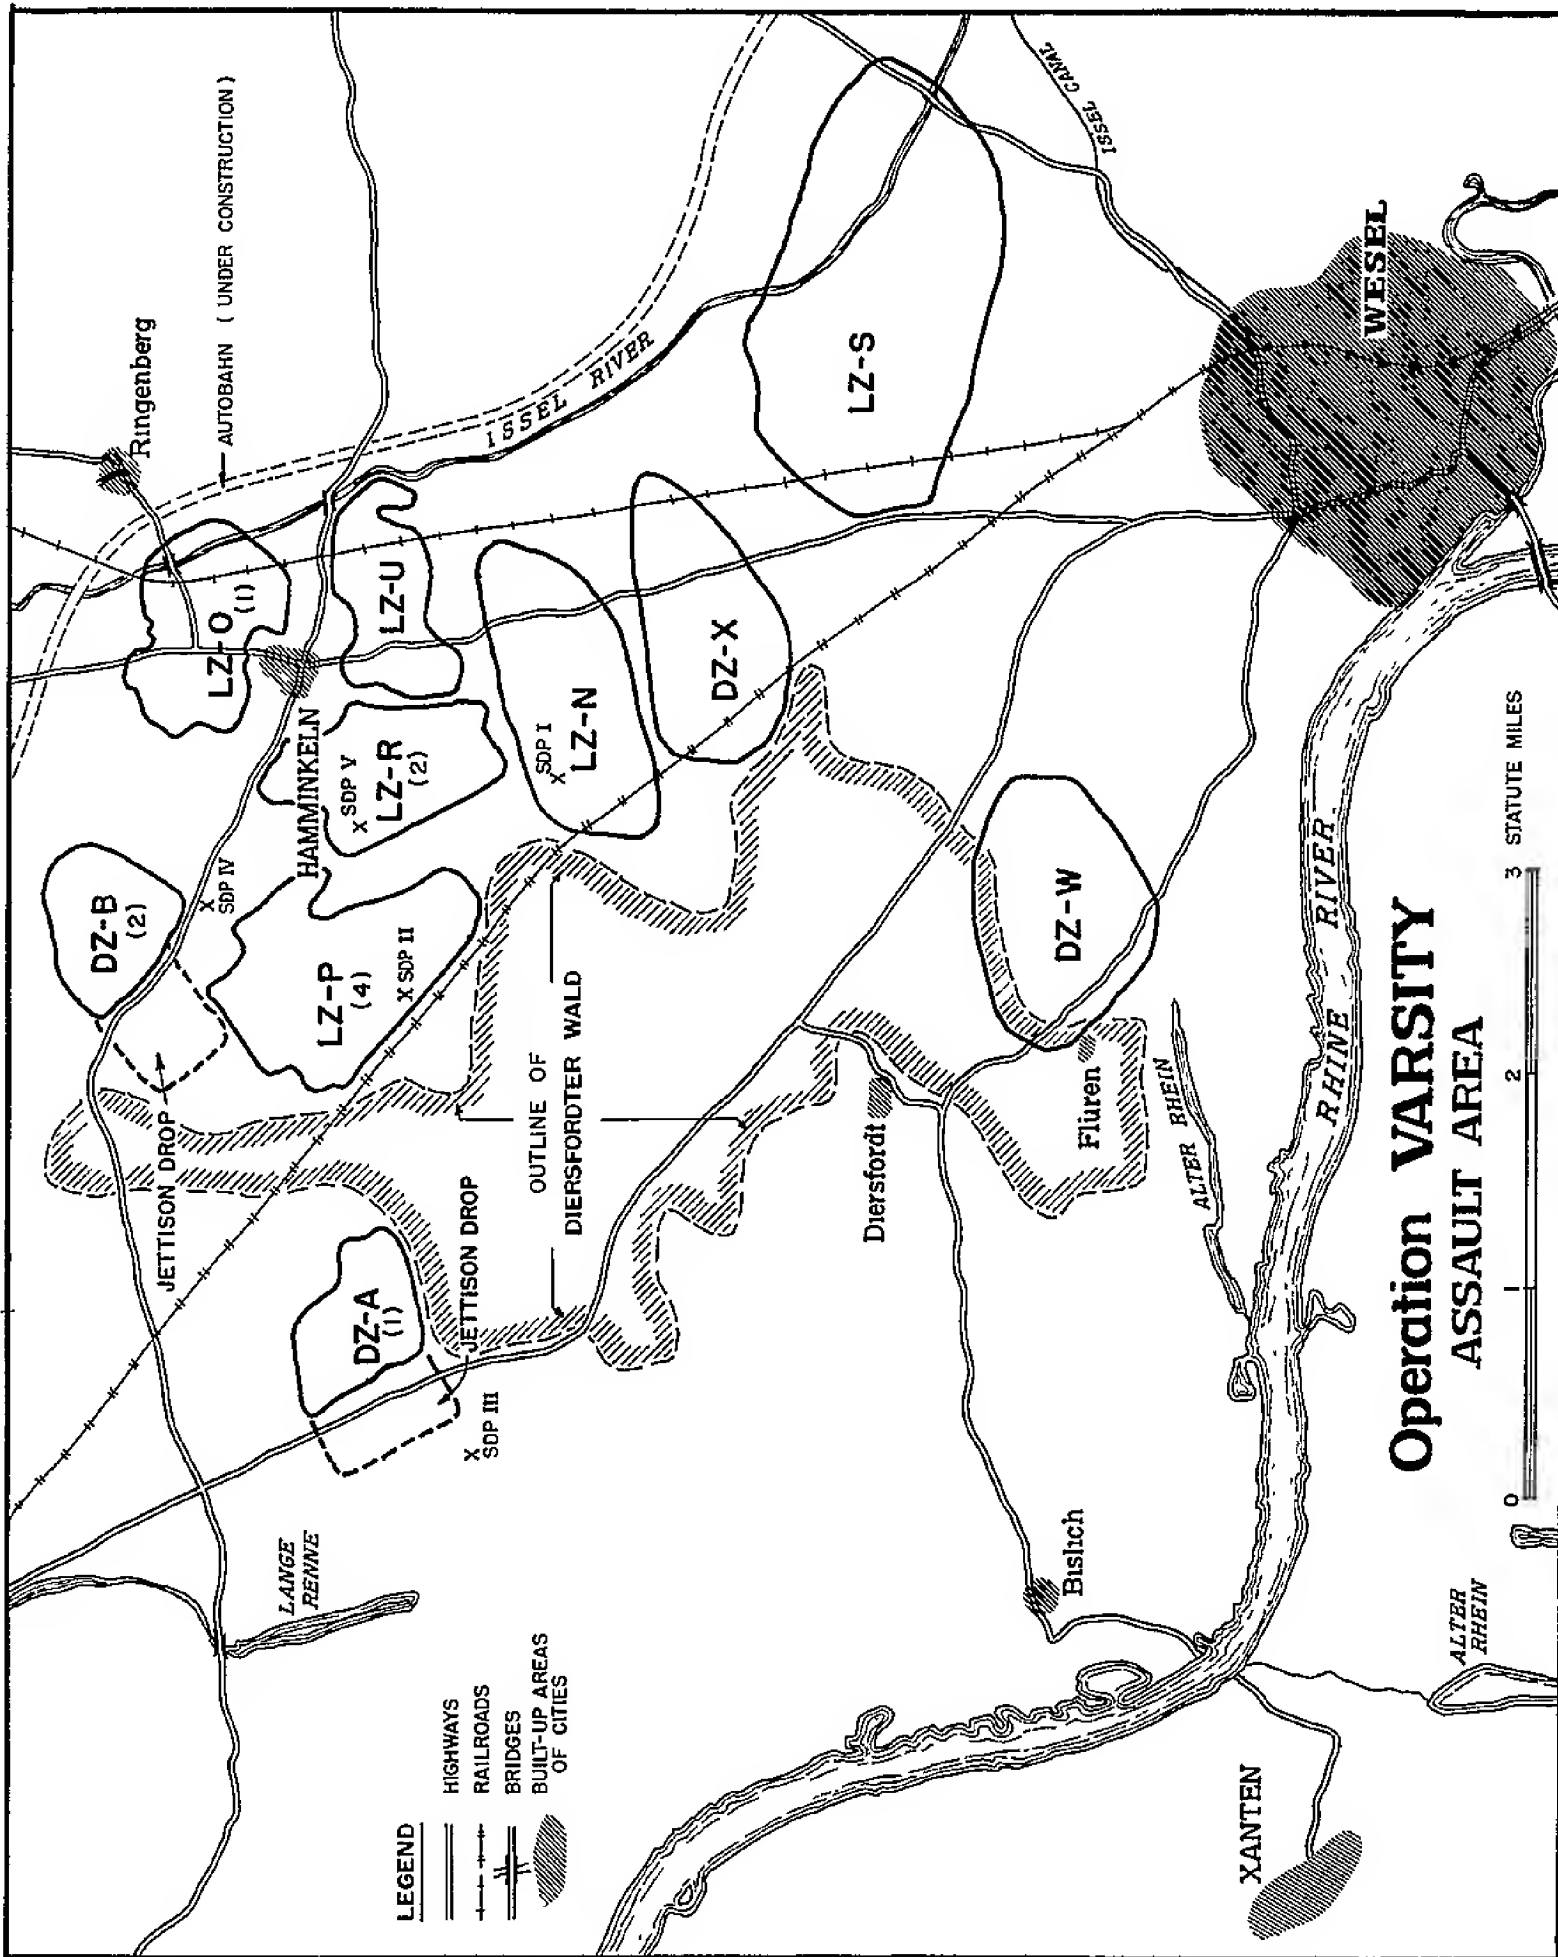 Operation VARSITY
ASSAULT AREA
0 1 2 3 STATUTE MILES
LEGEND
HIGHWAYS
RAILROADS
BRIDGES
BUILT-UP AREAS
OF CITIES
LANGE
RENNE
JETTISON DROP
DZ-B
(2)
SDP IV
X
LZ-P
(4)
X SDP II
HAMMINKELN
X SDP V
LZ-R
(2)
LZ-O
(1)
Ringenberg
AUTOBAHN ( UNDER CONSTRUCTION )
LZ-U
ISSEL RIVER
DZ-A
(1)
JETTISON DROP
X
SDP III
OUTLINE OF
DIERSFORDTER WALD
SDP I
X
LZ-N
DZ-X
LZ-S
ISSEL CANAL
Diersfordt
DZ-W
Flüren
ALTER RHEIN
Bislich
RHINE RIVER
WESEL
XANTEN
ALTER
RHEIN